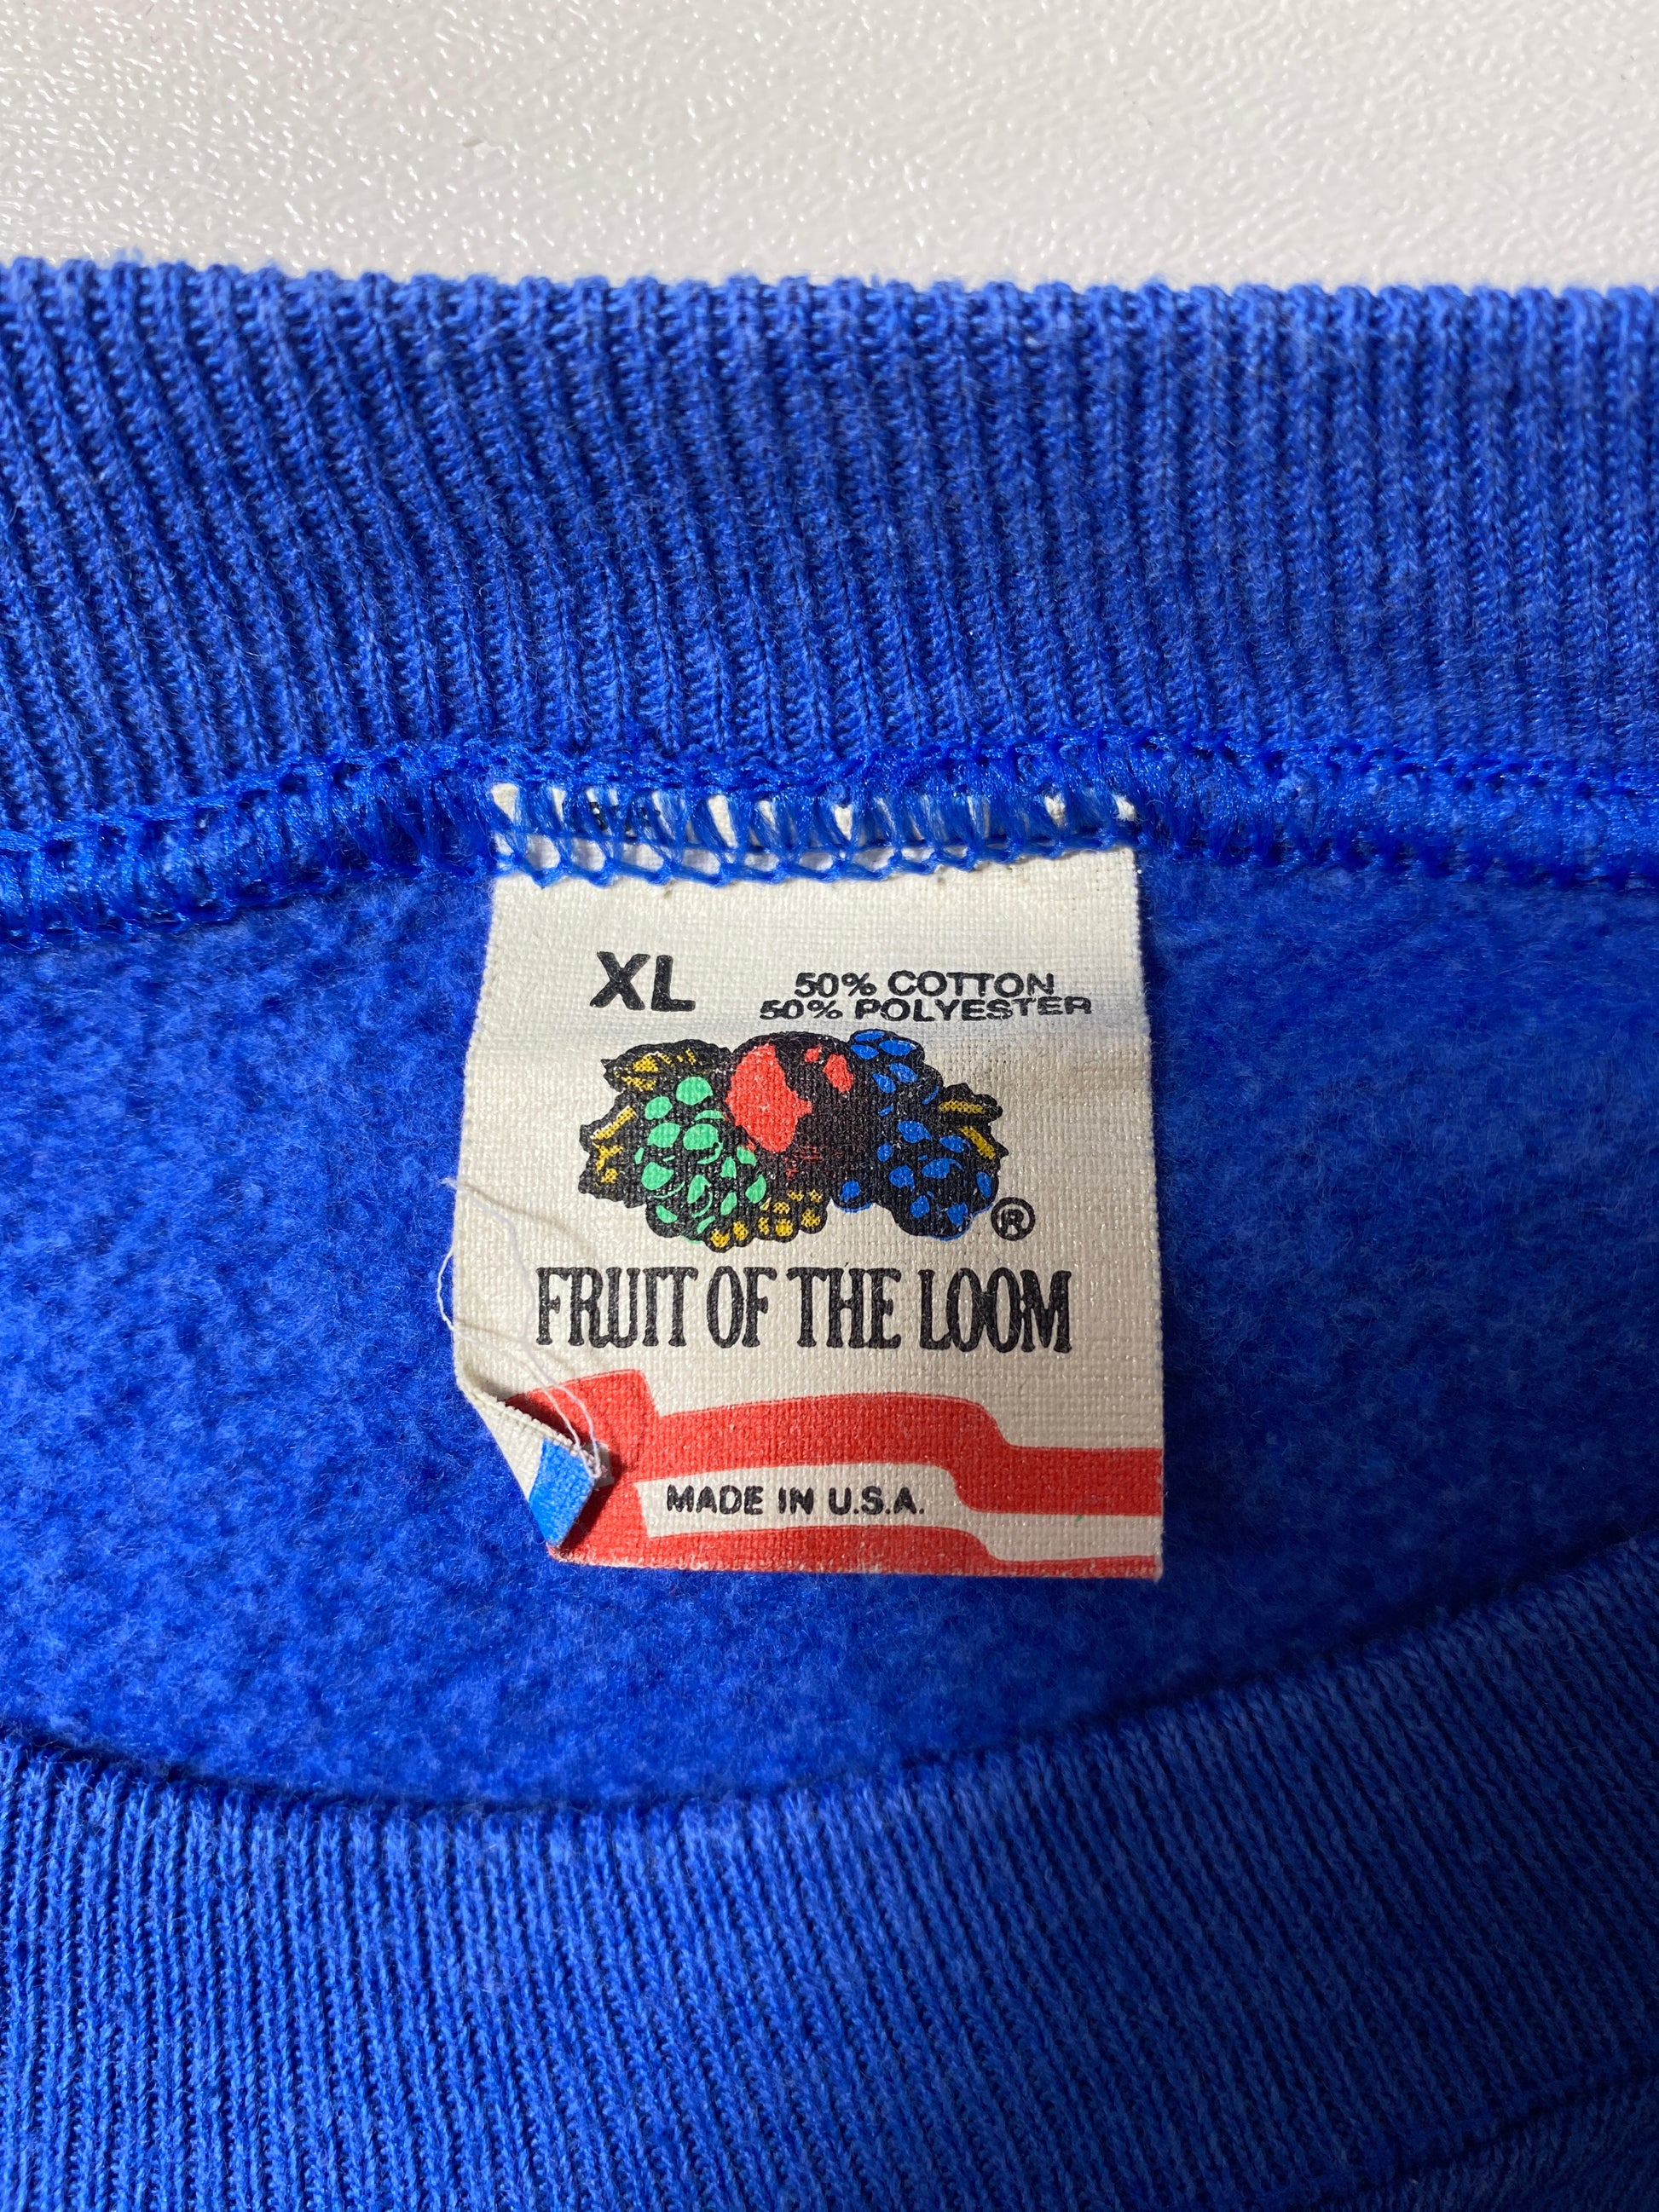 XL
50% COTTON
50% POLYESTER
®
FRUIT OF THE LOOM
MADE IN U.S.A.